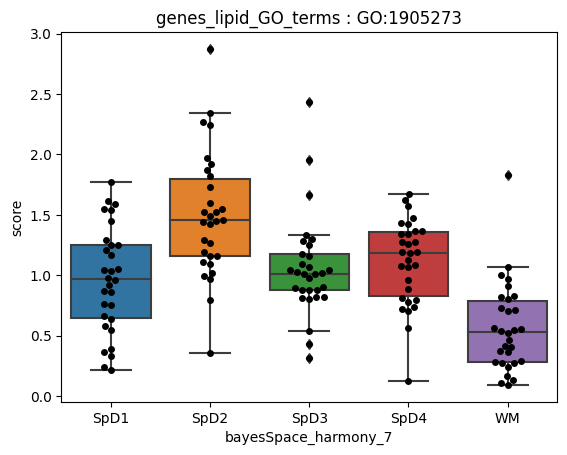 genes_lipid_GO_terms : GO:1905273
3.0
2.5
2.0
1.5
1.0
0.5
0.0
score
SpD1 SpD2 SpD3 SpD4 WM
bayesSpace_harmony_7